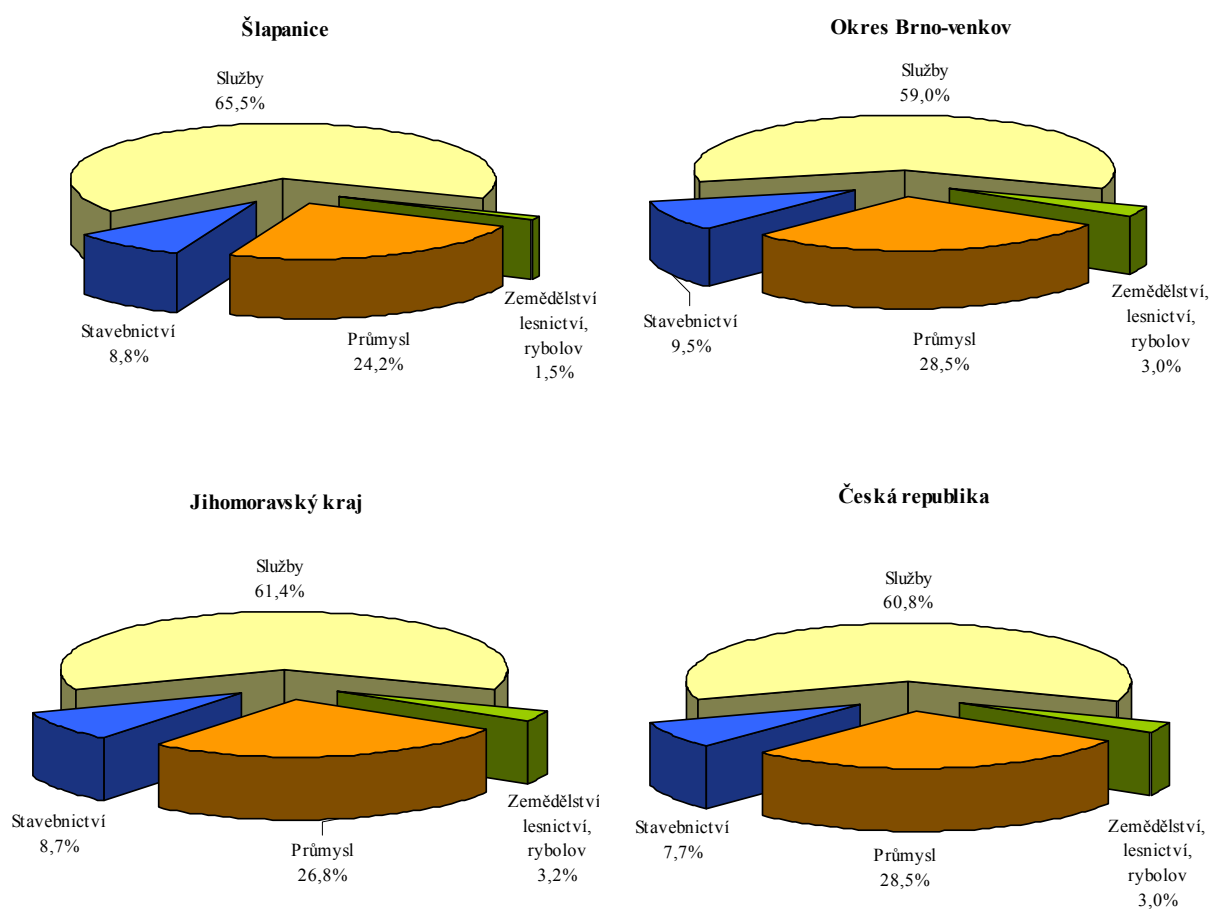 Šlapanice
Služby
65,5%
Stavebnictví
8,8%
Průmysl
24,2%
Zemědělství
lesnictví,
rybolov
1,5%
Okres Brno-venkov
Služby
59,0%
Stavebnictví
9,5%
Průmysl
28,5%
Zemědělství,
lesnictví,
rybolov
3,0%
Jihomoravský kraj
Služby
61,4%
Stavebnictví
8,7%
Průmysl
26,8%
Zemědělství
lesnictví,
rybolov
3,2%
Česká republika
Služby
60,8%
Stavebnictví
7,7%
Průmysl
28,5%
Zemědělství,
lesnictví,
rybolov
3,0%